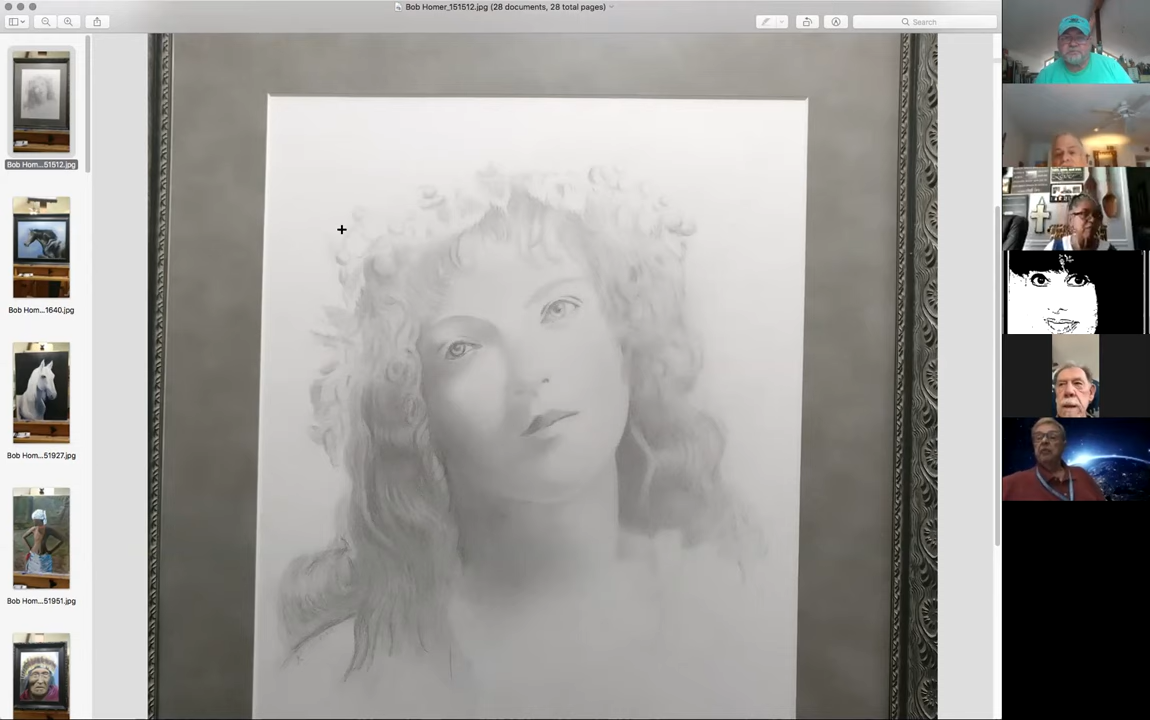 Bob Homer_151512.jpg (28 documents, 28 total pages)
Search
Bob Hom...51512.jpg
Bob Hom...1640.jpg
Bob Hom...51927.jpg
Bob Hom...51951.jpg